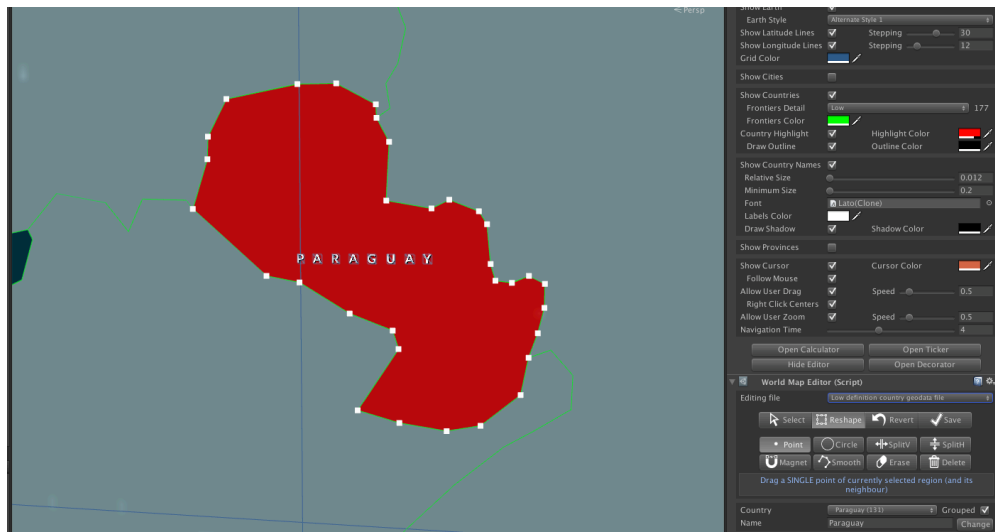 Persp
Show Earth
Earth Style Alternate Style 1
Show Latitude Lines Stepping 30
Show Longitude Lines Stepping 12
Grid Color
Show Cities
Show Countries
Frontiers Detail Low 177
Frontiers Color
Country Highlight Highlight Color
Draw Outline Outline Color
Show Country Names
Relative Size 0.012
Minimum Size 0.2
Font Lato(Clone)
Labels Color
Draw Shadow Shadow Color
Show Provinces
Show Cursor Cursor Color
Follow Mouse
Allow User Drag Speed 0.5
Right Click Centers
Allow User Zoom Speed 0.5
Navigation Time 4
Open Calculator Open Ticker
Hide Editor Open Decorator
World Map Editor (Script)
Editing file Low definition country geodata file
Select Reshape Revert Save
Point Circle SplitV SplitH
Magnet Smooth Erase Delete
Drag a SINGLE point of currently selected region (and its
neighbour)
Country Paraguay (131) Grouped
Name Paraguay Change
PARAGUAY